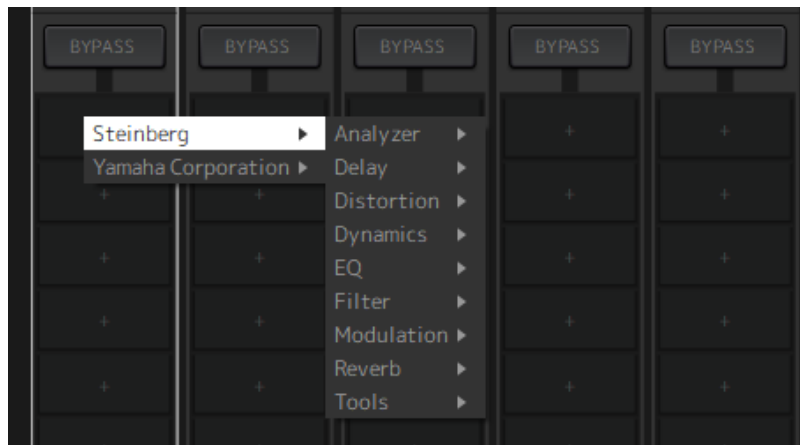 BYPASS BYPASS BYPASS BYPASS BYPASS
Steinberg
Yamaha Corporation
Analyzer
Delay
Distortion
Dynamics
EQ
Filter
Modulation
Reverb
Tools